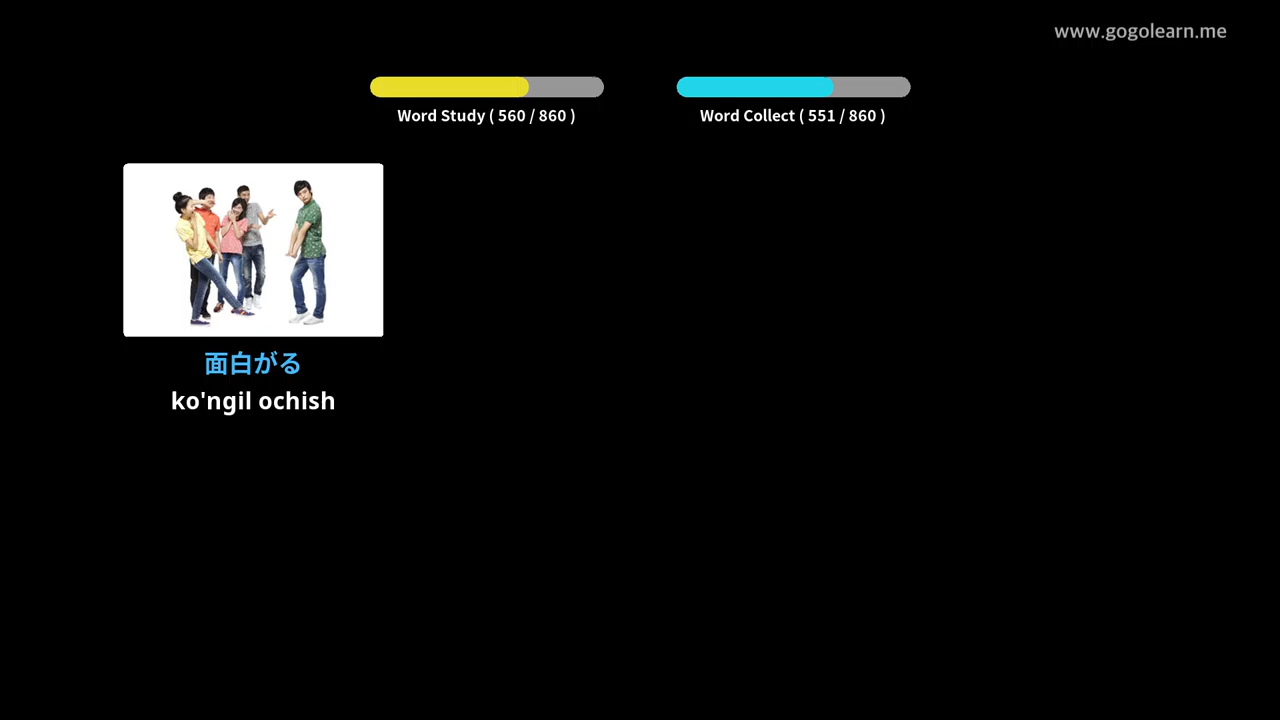 www.gogolearn.me
Word Study ( 560 / 860 )
Word Collect ( 551 / 860 )
面白がる
ko'ngil ochish